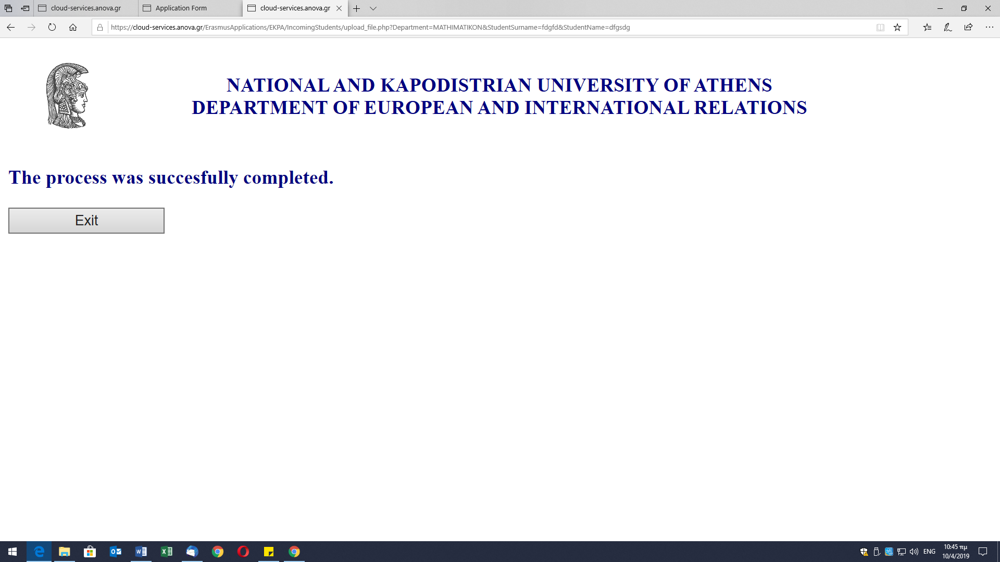 cloud-services.anova.gr
Application Form
cloud-services.anova.gr
https://cloud-services.anova.gr/ErasmusApplications/EKPA/IncomingStudents/upload_file.php?Department=MATHIMATIKON&StudentSurname=fdgfd&StudentName=dfgsdg
NATIONAL AND KAPODISTRIAN UNIVERSITY OF ATHENS
DEPARTMENT OF EUROPEAN AND INTERNATIONAL RELATIONS
The process was succesfully completed.
Exit
ENG
10:45 πμ
10/4/2019